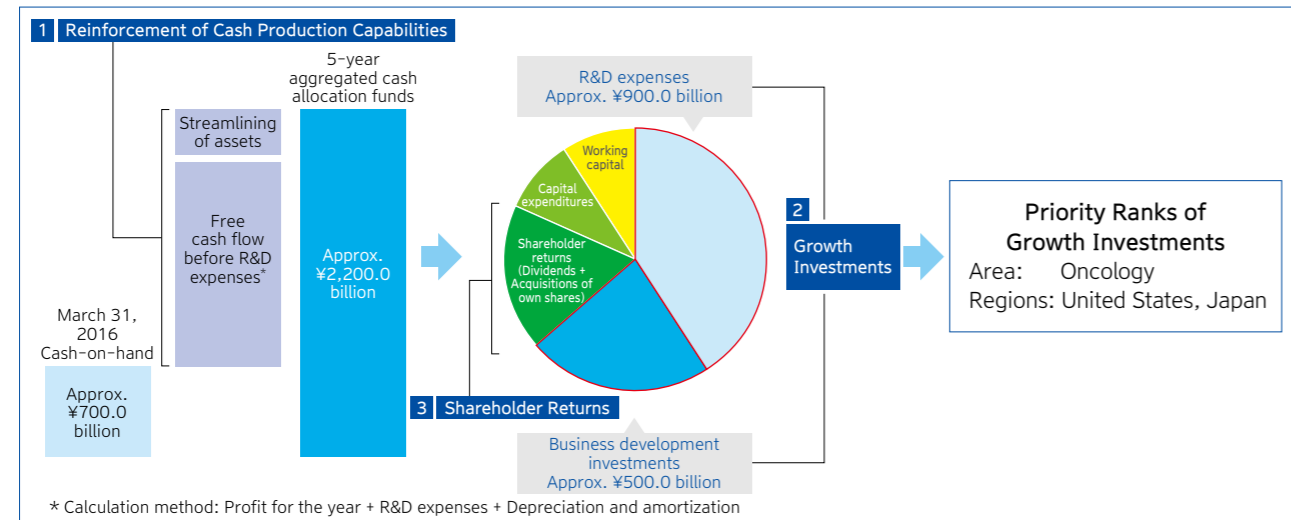 1 Reinforcement of Cash Production Capabilities
5-year
aggregated cash
allocation funds
Streamlining
of assets
Free
cash flow
before R&D
expenses*
March 31,
2016
Cash-on-hand
Approx.
¥700.0
billion
Approx.
¥2,200.0
billion
R&D expenses
Approx. ¥900.0 billion
Working
capital
Capital
expenditures
Shareholder
returns
(Dividends +
Acquisitions of
own shares)
3 Shareholder Returns
Business development
investments
Approx. ¥500.0 billion
2
Growth
Investments
Priority Ranks of
Growth Investments
Area: Oncology
Regions: United States, Japan
* Calculation method: Profit for the year + R&D expenses + Depreciation and amortization